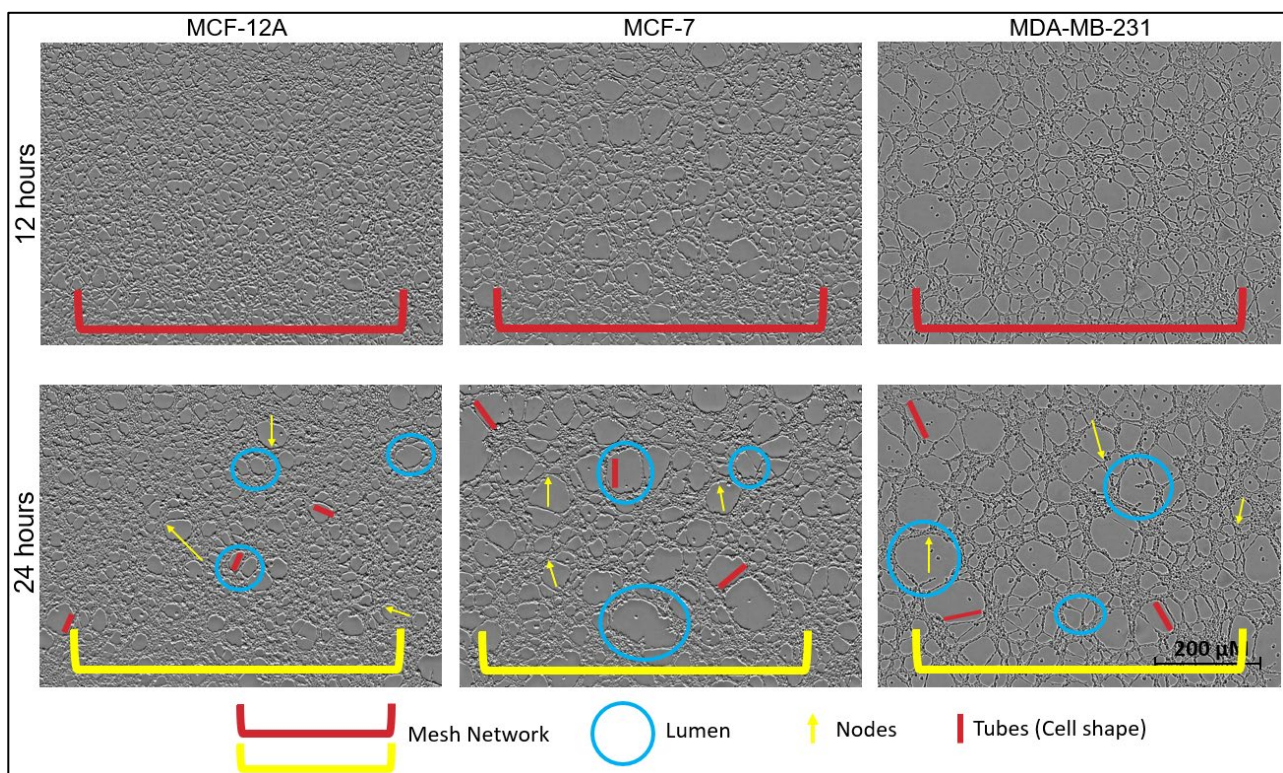 MCF-12A
MCF-7
MDA-MB-231
12 hours
24 hours
200 µM
Mesh Network
Lumen
Nodes
Tubes (Cell shape)